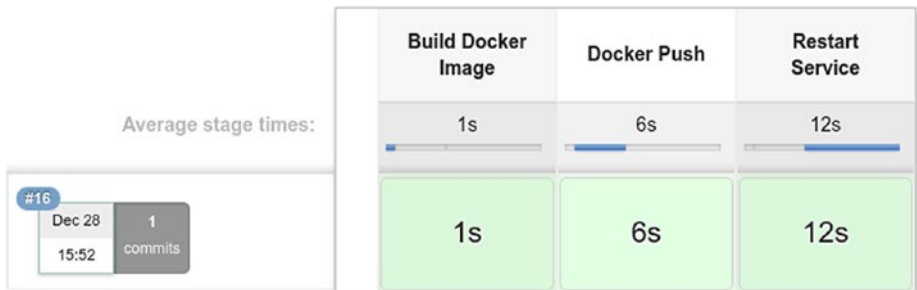 Build Docker
Image
Docker Push
Restart
Service
Average stage times:
1s
6s
12s
#16
Dec 28
15:52
1
commits
1s
6s
12s